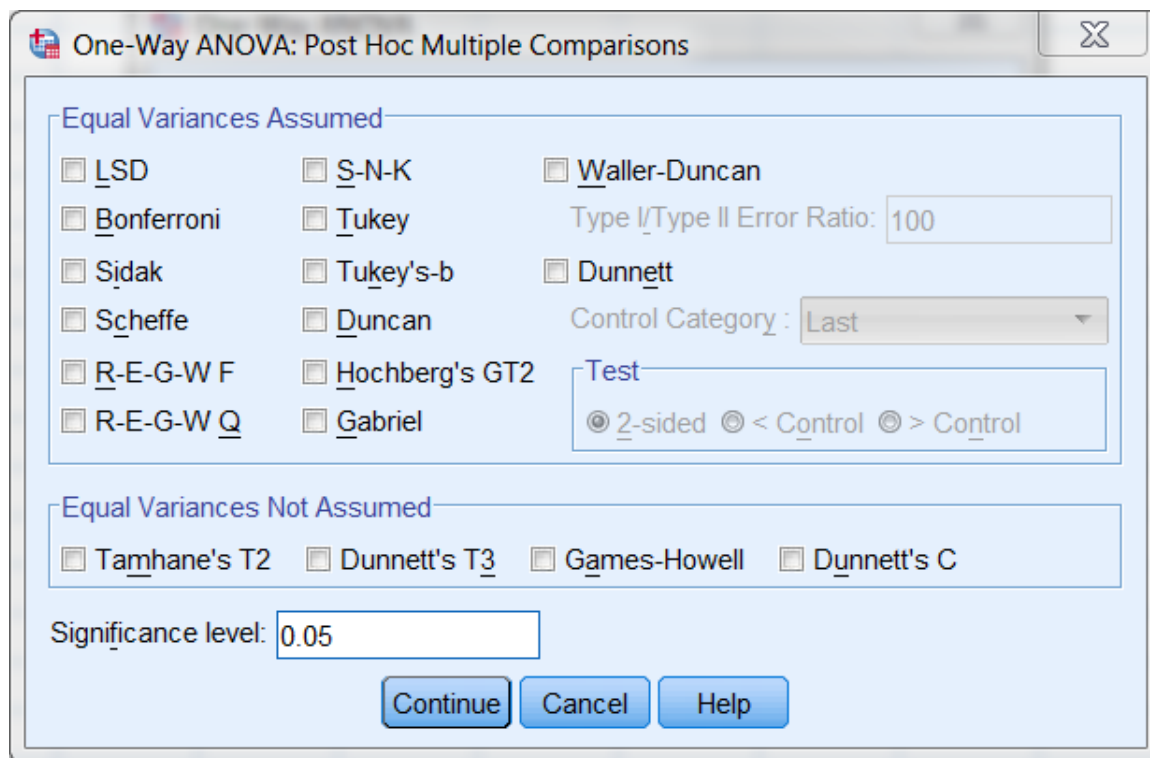 One-Way ANOVA: Post Hoc Multiple Comparisons
Equal Variances Assumed
LSD S-N-K Waller-Duncan
Bonferroni Tukey Type I/Type II Error Ratio: 100
Sidak Tukey's-b Dunnett
Scheffe Duncan Control Category : Last
R-E-G-W F Hochberg's GT2 Test
R-E-G-W Q Gabriel 2-sided < Control > Control
Equal Variances Not Assumed
Tamhane's T2 Dunnett's T3 Games-Howell Dunnett's C
Significance level: 0.05
Continue Cancel Help